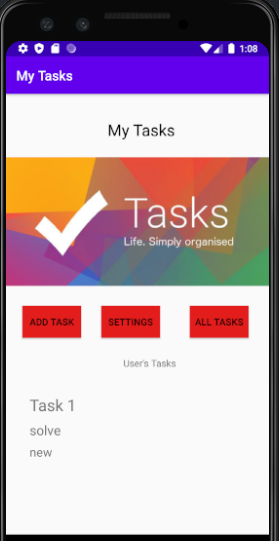 1:08
My Tasks
My Tasks
Tasks
Life. Simply organised
ADD TASK SETTINGS ALL TASKS
User's Tasks
Task 1
solve
new